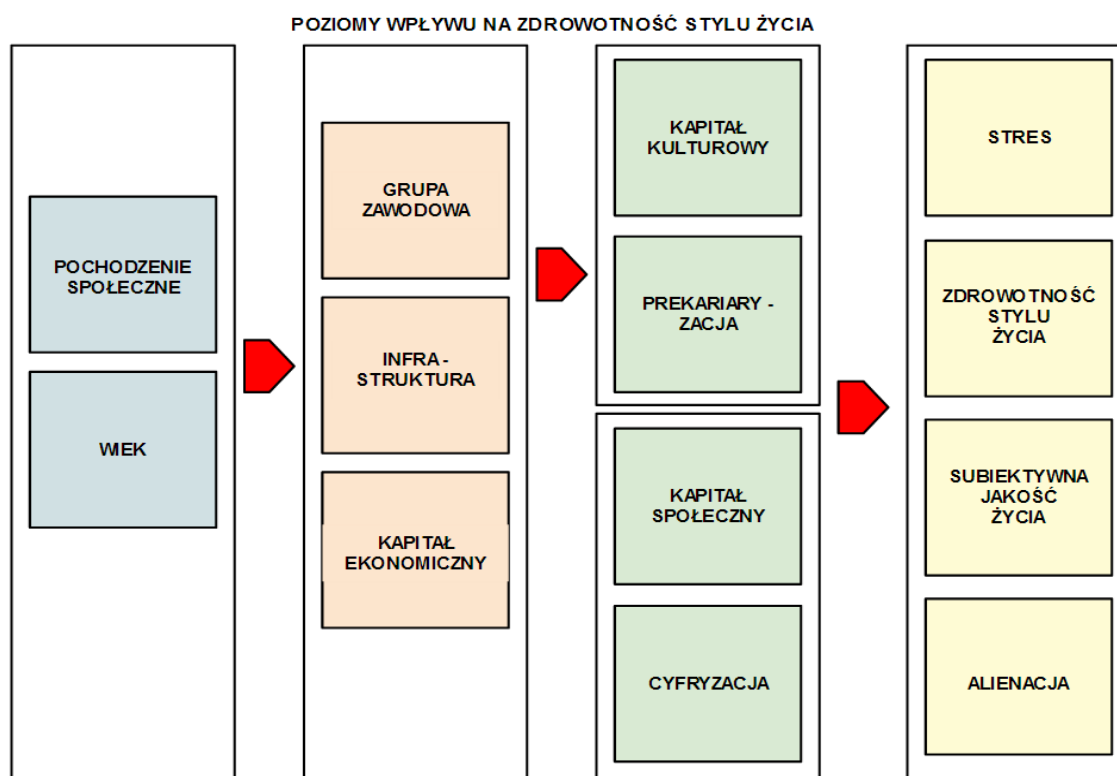 POZIOMY WPŁYWU NA ZDROWOTNOŚĆ STYLU ŻYCIA
POCHODZENIE
SPOŁECZNE
WIEK
GRUPA
ZAWODOWA
INFRA -
STRUKTURA
KAPITAŁ
EKONOMICZNY
KAPITAŁ
KULTUROWY
PREKARIARY -
ZACJA
KAPITAŁ
SPOŁECZNY
CYFRYZACJA
STRES
ZDROWOTNOŚĆ
STYLU
ŻYCIA
SUBIEKTYWNA
JAKOŚĆ
ŻYCIA
ALIENACJA